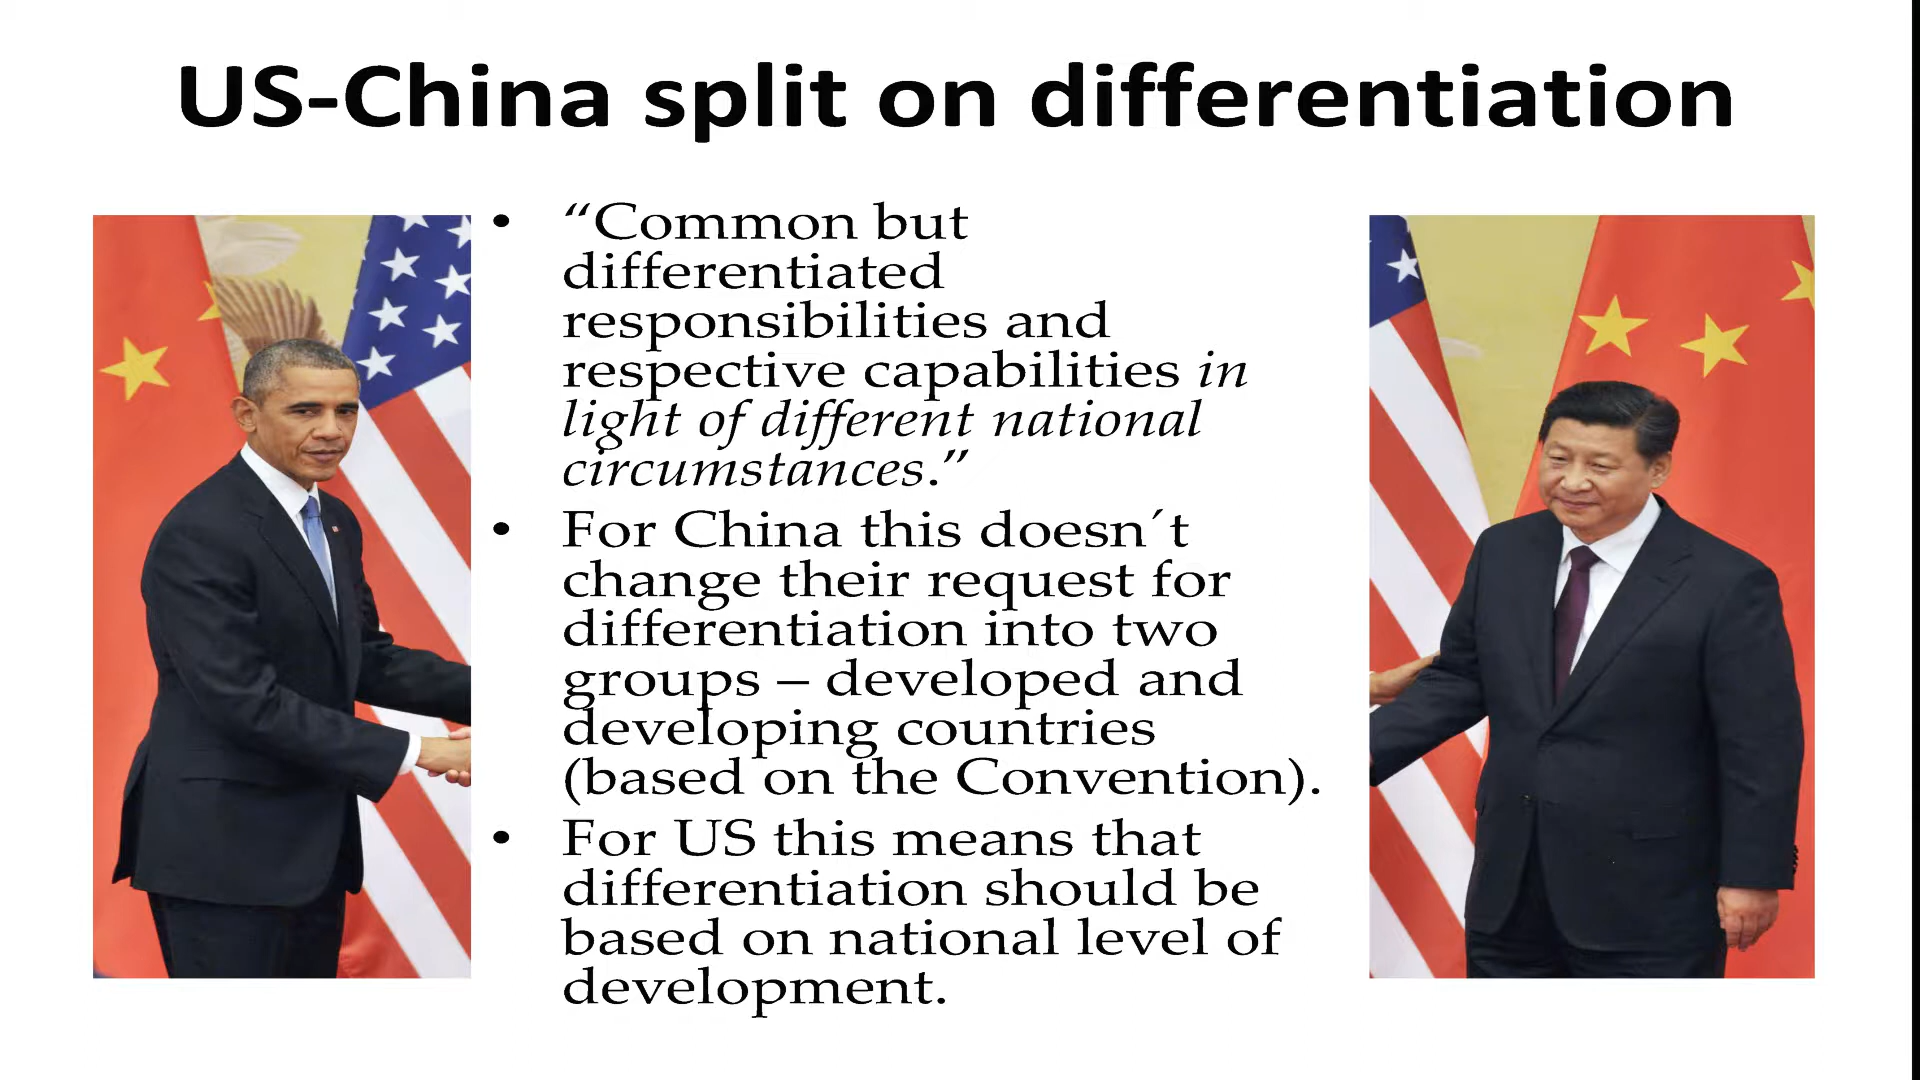 US-China split on differentiation
• “Common but
differentiated
responsibilities and
respective capabilities in
light of different national
circumstances.”
• For China this doesn´t
change their request for
differentiation into two
groups – developed and
developing countries
(based on the Convention).
• For US this means that
differentiation should be
based on national level of
development.